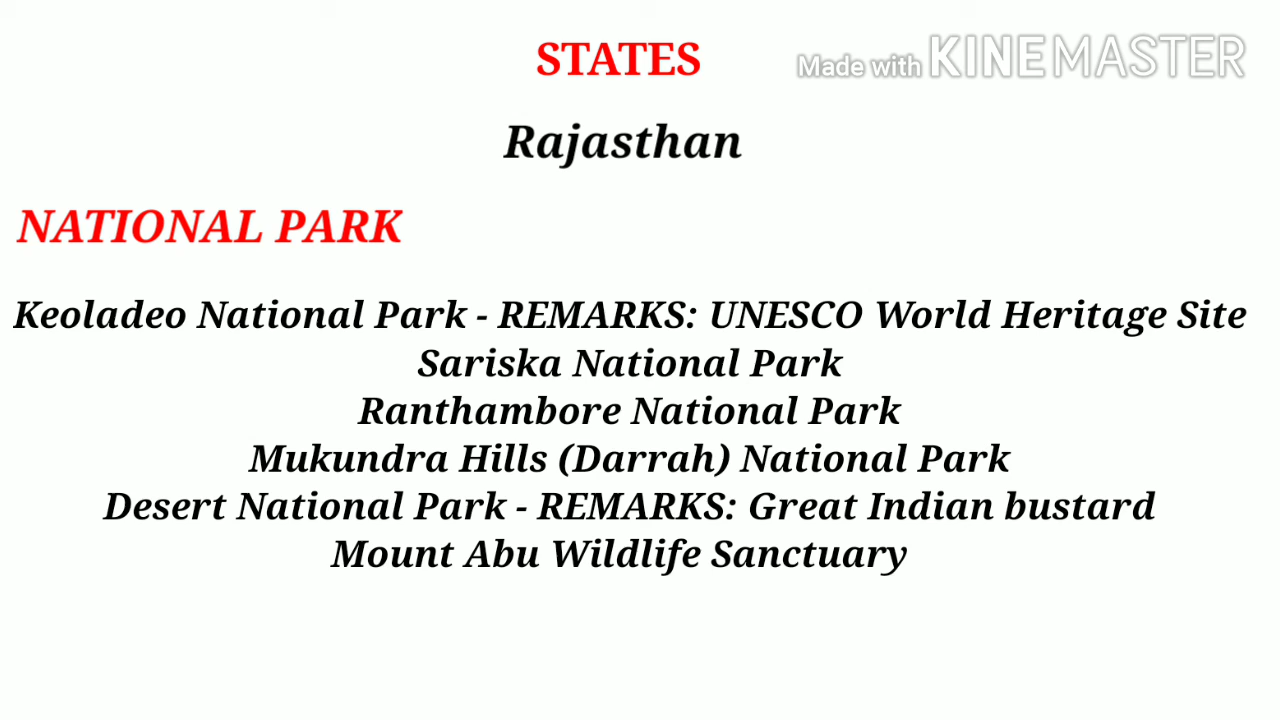 STATES
Made with KINEMASTER
Rajasthan
NATIONAL PARK
Keoladeo National Park - REMARKS: UNESCO World Heritage Site
Sariska National Park
Ranthambore National Park
Mukundra Hills (Darrah) National Park
Desert National Park - REMARKS: Great Indian bustard
Mount Abu Wildlife Sanctuary